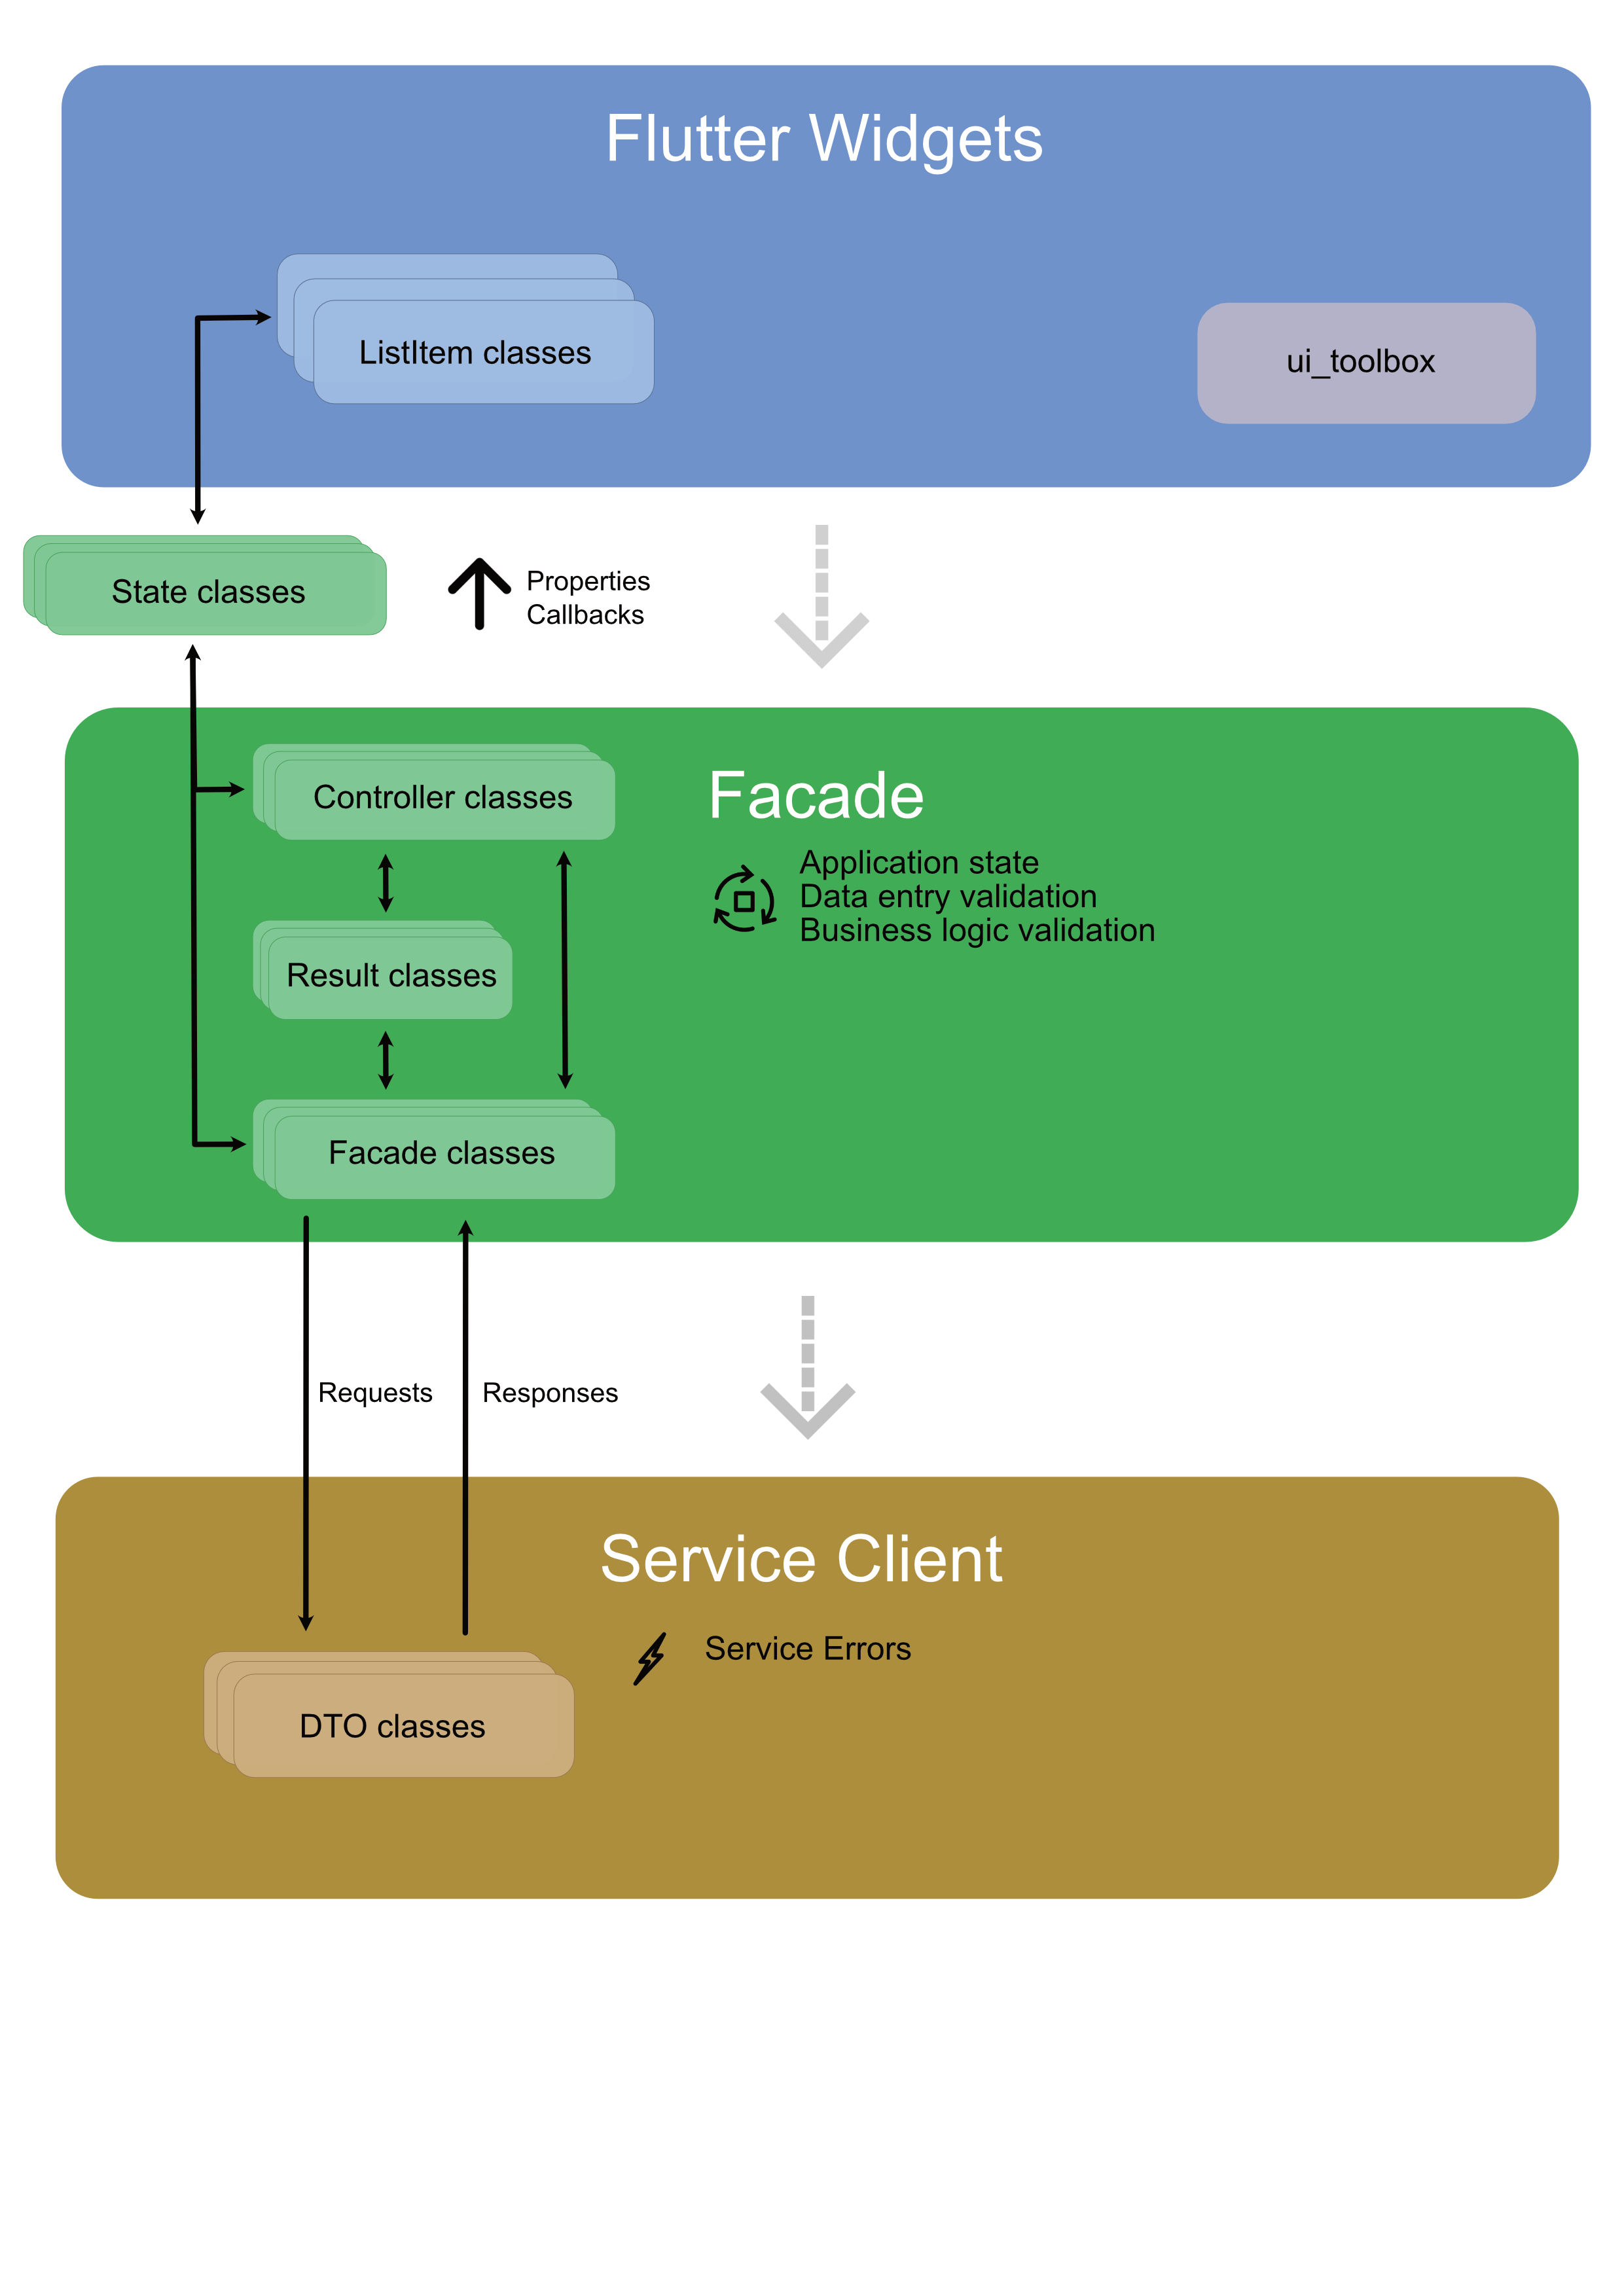 Flutter Widgets
ListItem classes
ui_toolbox
State classes
Properties
Callbacks
Controller classes
Facade
Application state
Data entry validation
Business logic validation
Result classes
Facade classes
Requests
Responses
Service Client
Service Errors
DTO classes